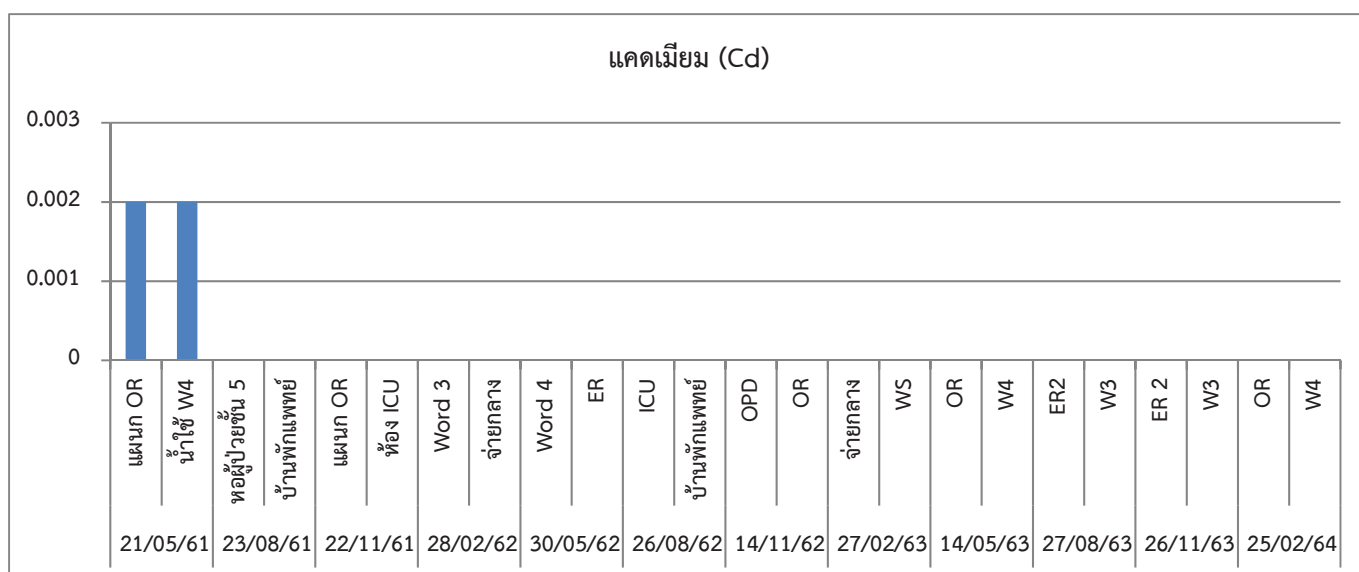 แคดเมียม (Cd)
0.003
0.002
0.001
0
แผนก OR
น้ำใช้ W4
หอผู้ป่วยชั้น 5
บ้านพักแพทย์
แผนก OR
ห้อง ICU
Word 3
จ่ายกลาง
Word 4
ER
ICU
บ้านพักแพทย์
OPD
OR
จ่ายกลาง
WS
OR
W4
ER2
W3
ER 2
W3
OR
W4
21/05/61 23/08/61 22/11/61 28/02/62 30/05/62 26/08/62 14/11/62 27/02/63 14/05/63 27/08/63 26/11/63 25/02/64